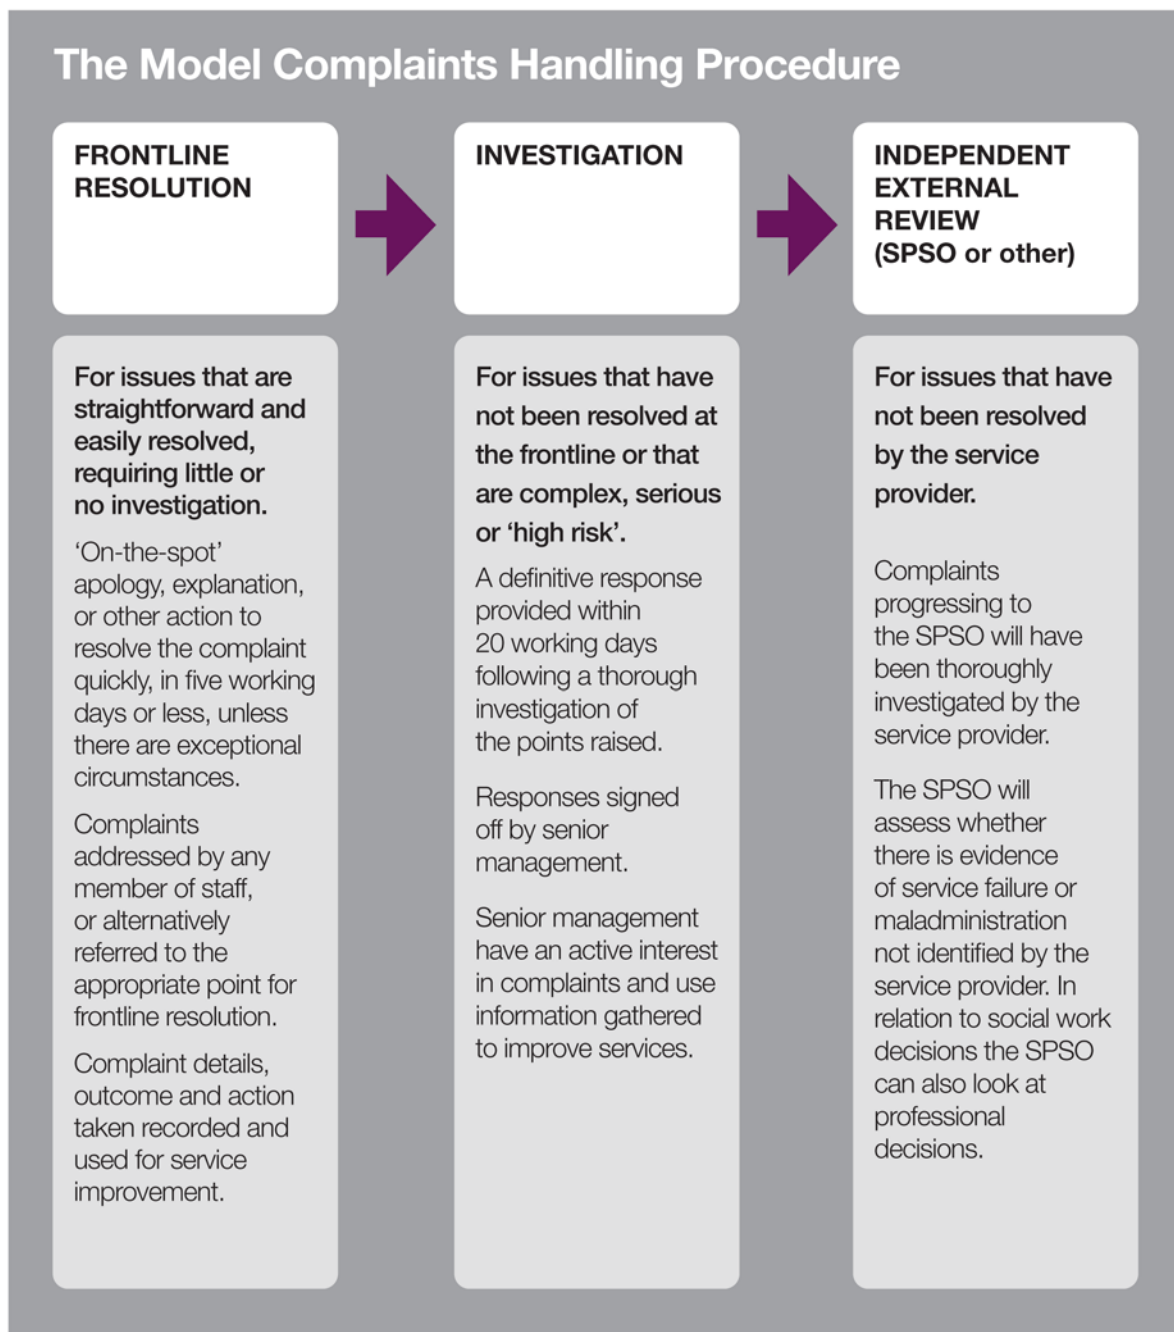 The Model Complaints Handling Procedure
FRONTLINE
RESOLUTION
For issues that are
straightforward and
easily resolved,
requiring little or
no investigation.
‘On-the-spot’
apology, explanation,
or other action to
resolve the complaint
quickly, in five working
days or less, unless
there are exceptional
circumstances.
Complaints
addressed by any
member of staff,
or alternatively
referred to the
appropriate point for
frontline resolution.
Complaint details,
outcome and action
taken recorded and
used for service
improvement.
INVESTIGATION
For issues that have
not been resolved at
the frontline or that
are complex, serious
or ‘high risk’.
A definitive response
provided within
20 working days
following a thorough
investigation of
the points raised.
Responses signed
off by senior
management.
Senior management
have an active interest
in complaints and use
information gathered
to improve services.
INDEPENDENT
EXTERNAL
REVIEW
(SPSO or other)
For issues that have
not been resolved
by the service
provider.
Complaints
progressing to
the SPSO will have
been thoroughly
investigated by the
service provider.
The SPSO will
assess whether
there is evidence
of service failure or
maladministration
not identified by the
service provider. In
relation to social work
decisions the SPSO
can also look at
professional
decisions.